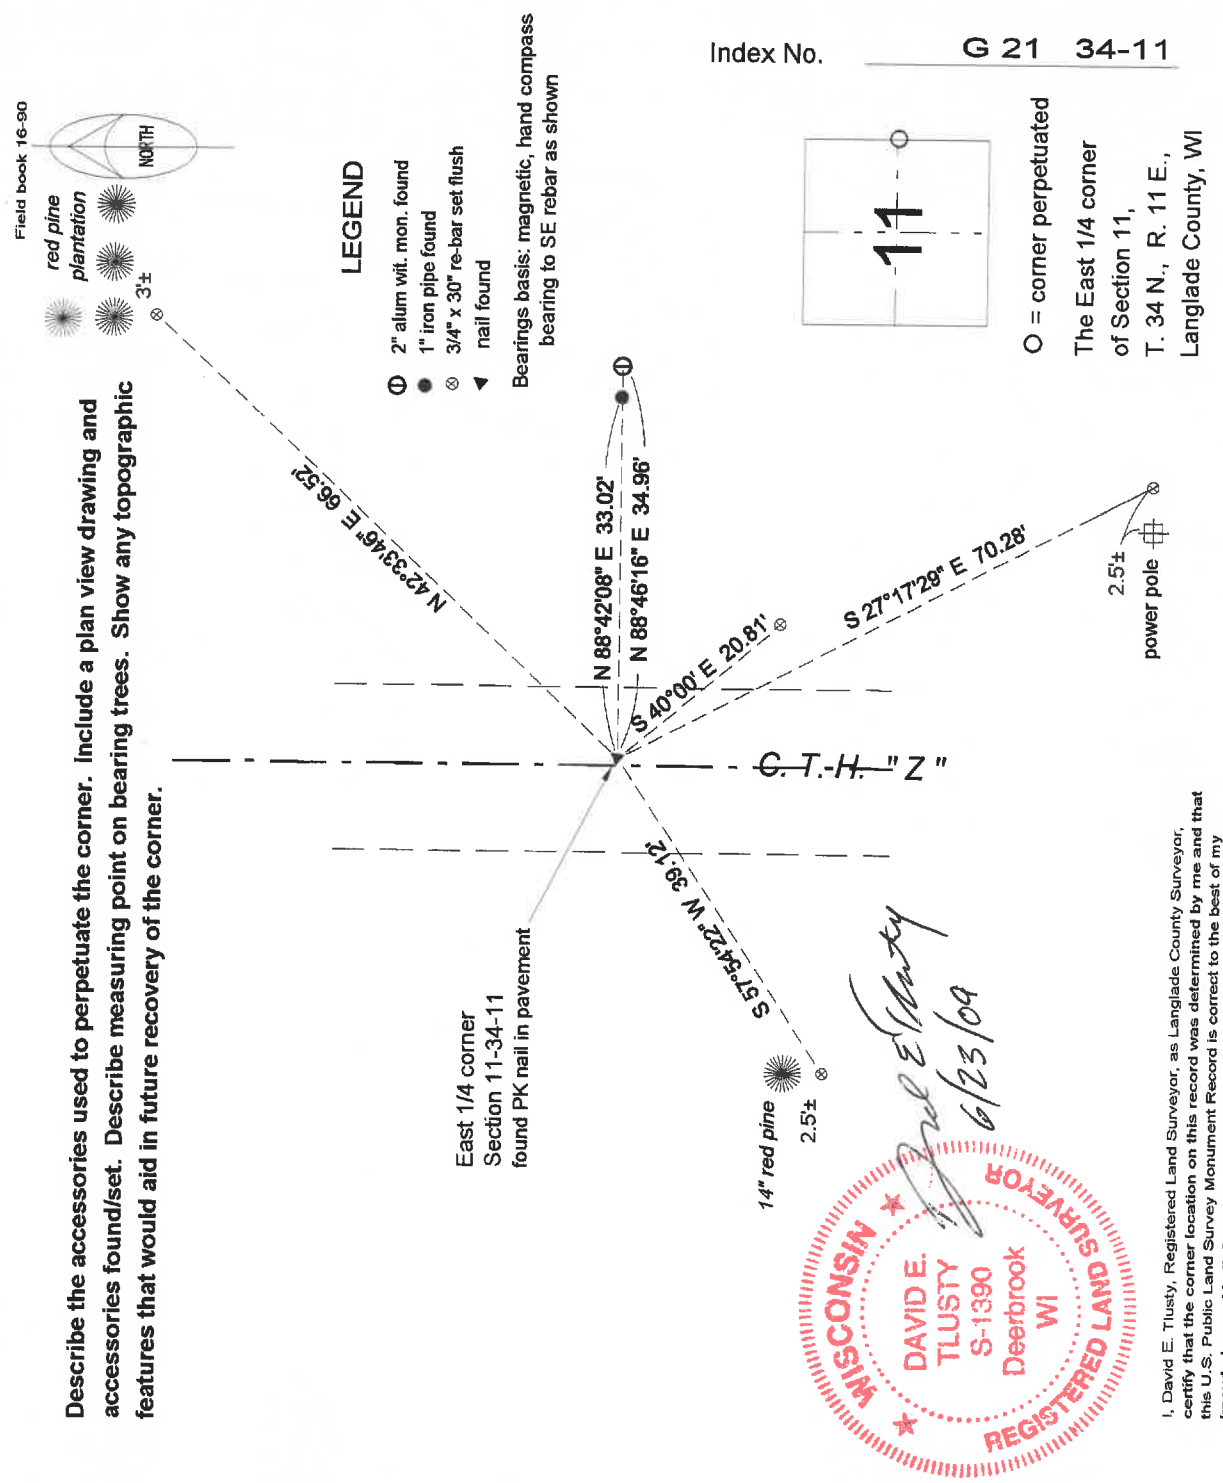 Field book 16-90
Describe the accessories used to perpetuate the corner. Include a plan view drawing and
accessories found/set. Describe measuring point on bearing trees. Show any topographic
features that would aid in future recovery of the corner.
red pine
plantation
3'±
NORTH
LEGEND
2" alum wit. mon. found
1" iron pipe found
3/4" x 30" re-bar set flush
nail found
Bearings basis: magnetic, hand compass
bearing to SE rebar as shown
Index No. G 21 34-11
11
O = corner perpetuated
The East 1/4 corner
of Section 11,
T. 34 N., R. 11 E.,
Langlade County, WI
N 42°33'46" E 66.52'
N 88°42'08" E 33.02'
N 88°46'16" E 34.96'
S 40°00' E 20.81'
S 27°17'29" E 70.28'
2.5'±
power pole
C. T. H. "Z"
East 1/4 corner
Section 11-34-11
found PK nail in pavement
S 57°54'22" W 39.12'
14" red pine
2.5'±
WISCONSIN
DAVID E.
TLUSTY
S-1390
Deerbrook
WI
REGISTERED LAND SURVEYOR
David E Tlusty
6/23/09
I, David E. Tlusty, Registered Land Surveyor, as Langlade County Surveyor,
certify that the corner location on this record was determined by me and that
this U.S. Public Land Survey Monument Record is correct to the best of my